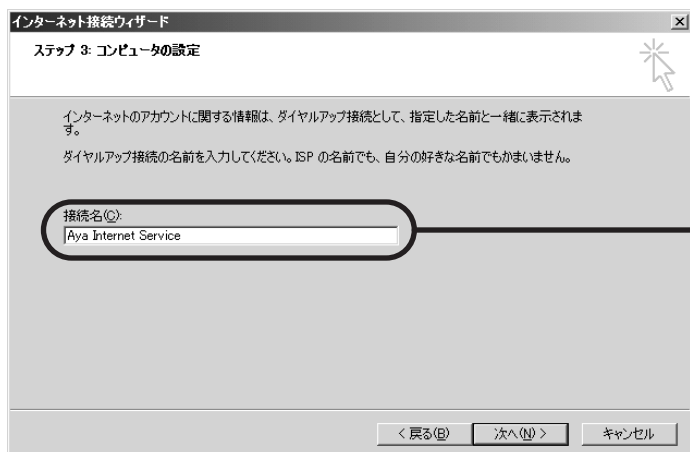 インターネット接続ウィザード
ステップ 3: コンピュータの設定
インターネットのアカウントに関する情報は、ダイヤルアップ接続として、指定した名前と一緒に表示されま
す。
ダイヤルアップ接続の名前を入力してください。ISP の名前でも、自分の好きな名前でもかまいません。
接続名(C):
Aya Internet Service
< 戻る(B)
次へ(N) >
キャンセル